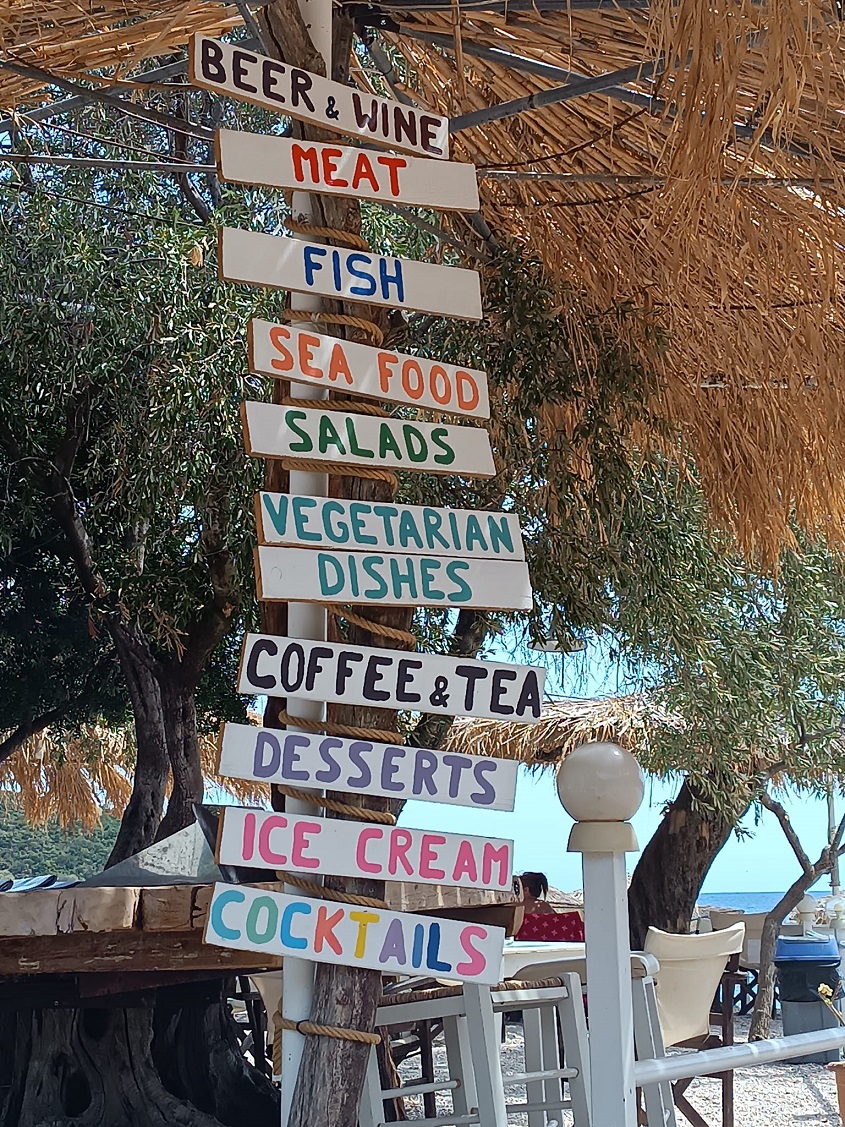 BEER & WINE
MEAT
FISH
SEA FOOD
SALADS
VEGETARIAN
DISHES
COFFEE & TEA
DESSERTS
ICE CREAM
COCKTAILS